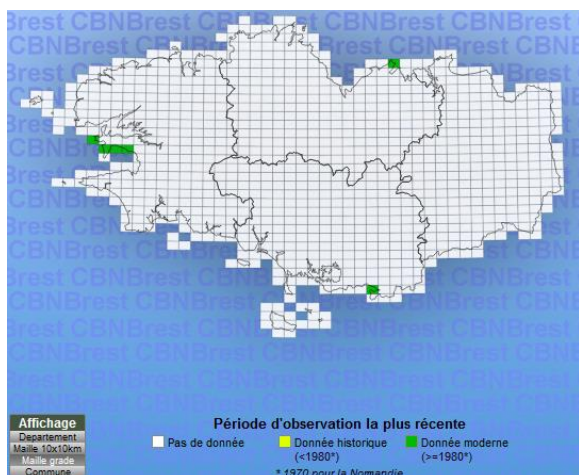 CBNBrest
Affichage
Departement
Maille 10x10km
Maille grade
Commune
Période d'observation la plus récente
Pas de donnée
Donnée historique
(<1980*)
Donnée moderne
(>=1980*)
* 1970 pour la Normandie